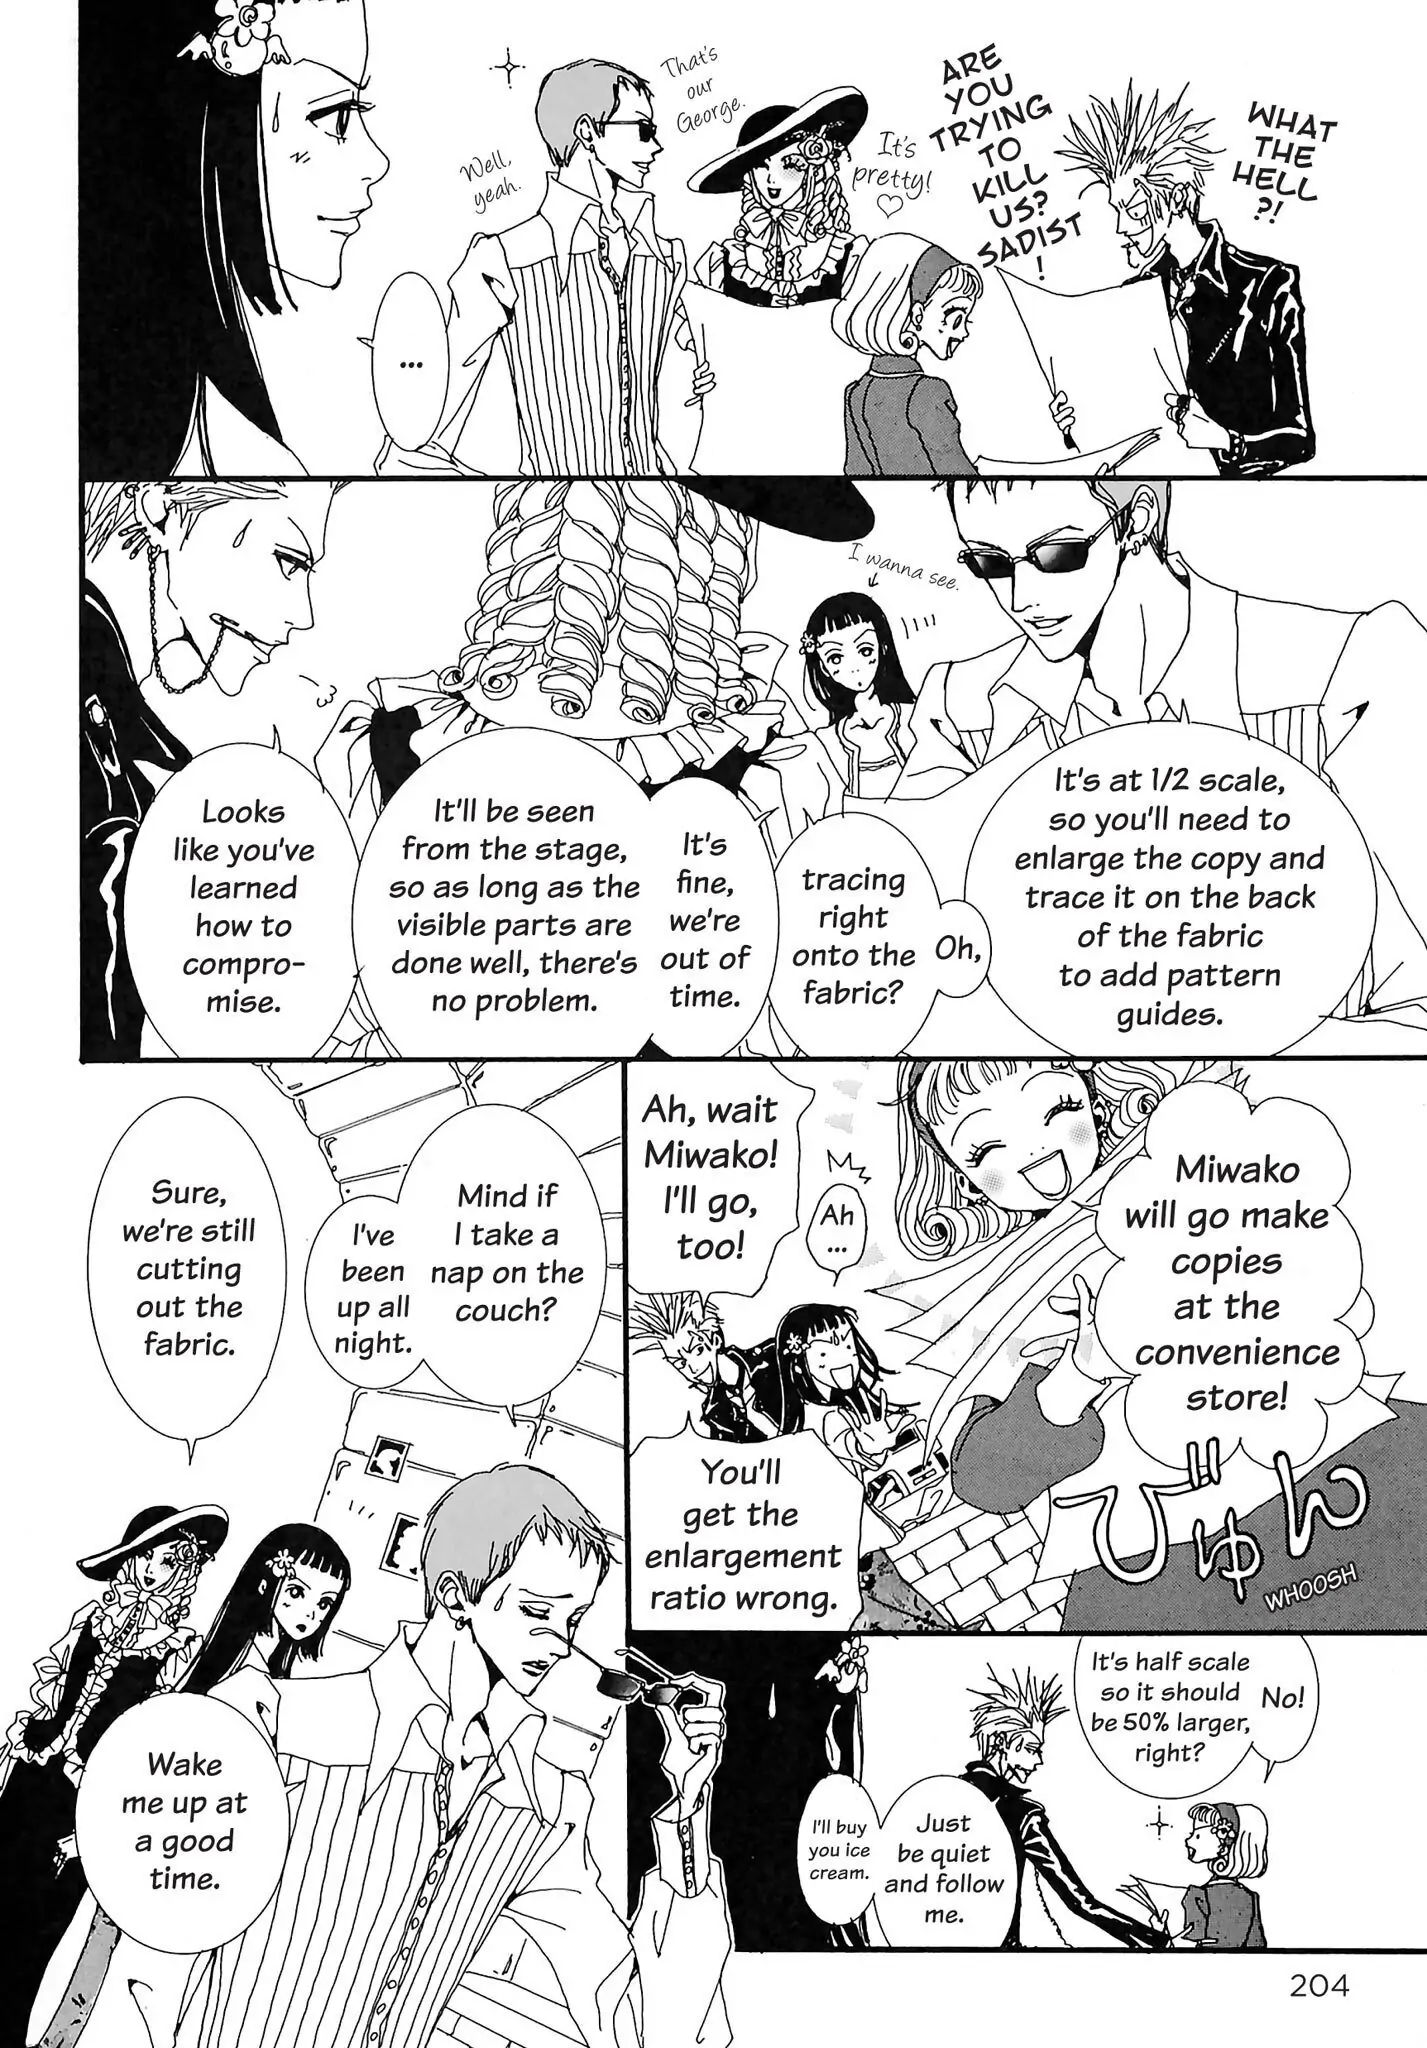 WHAT
THE
HELL
?!
ARE
YOU
TRYING
TO
KILL
US?
SADIST
!
It's
pretty!
♡
That's
our
George.
Well,
yeah.
...
It's at 1/2 scale,
so you'll need to
enlarge the copy and
trace it on the back
of the fabric
to add pattern
guides.
I wanna see.
Oh,
tracing
right
onto the
fabric?
It's
fine,
we're
out of
time.
It'll be seen
from the stage,
so as long as the
visible parts are
done well, there's
no problem.
Looks
like you've
learned
how to
compro-
mise.
Miwako
will go make
copies
at the
convenience
store!
びゅん
WHOOSH
Ah
...
Ah, wait
Miwako!
I'll go,
too!
You'll
get the
enlargement
ratio wrong.
No!
It's half scale
so it should
be 50% larger,
right?
Just
be quiet
and follow
me.
I'll buy
you ice
cream.
Mind if
I take a
nap on the
couch?
I've
been
up all
night.
Sure,
we're still
cutting
out the
fabric.
Wake
me up at
a good
time.
204